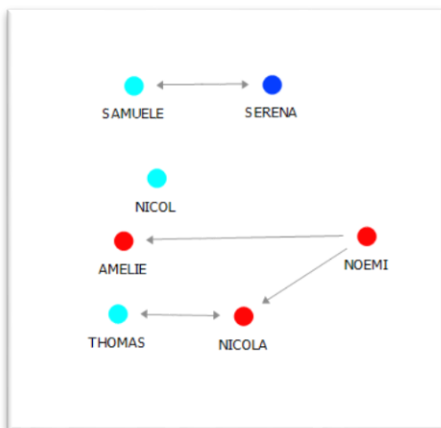 SAMUELE
SERENA
NICOL
AMELIE
NOEMI
THOMAS
NICOLA